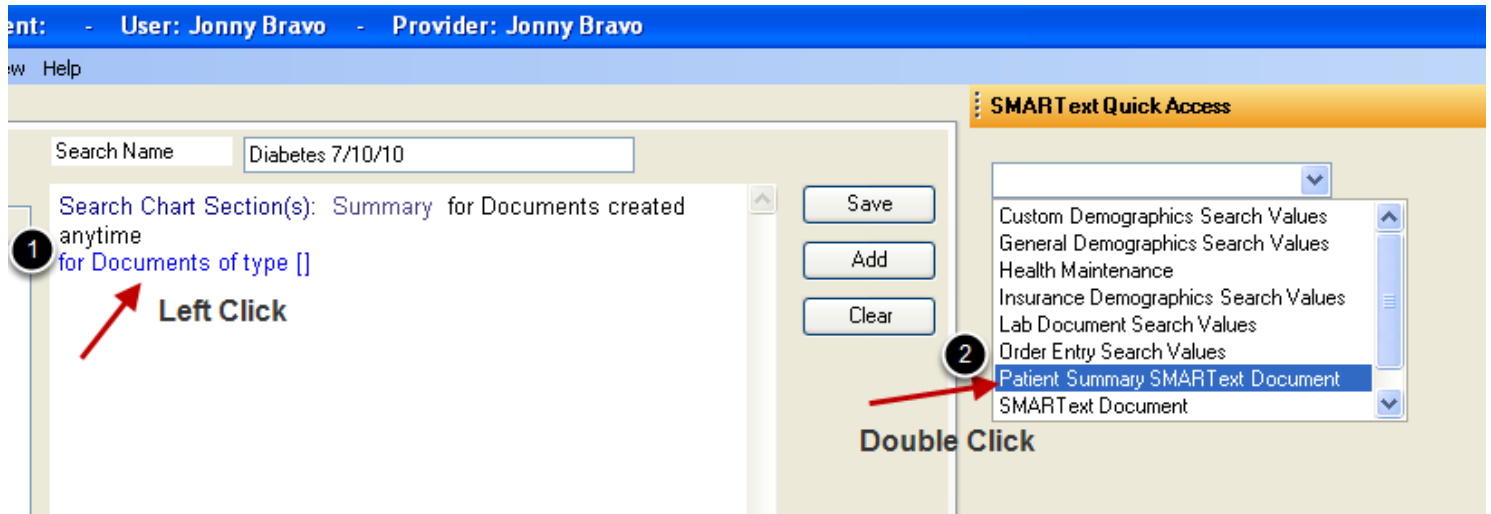 ent: - User: Jonny Bravo - Provider: Jonny Bravo
ew Help
SMARText Quick Access
Search Name Diabetes 7/10/10
Search Chart Section(s): Summary for Documents created
anytime
1 for Documents of type []
Left Click
Save
Add
Clear
Custom Demographics Search Values
General Demographics Search Values
Health Maintenance
Insurance Demographics Search Values
Lab Document Search Values
Order Entry Search Values
2 Patient Summary SMARText Document
SMARText Document
Double Click